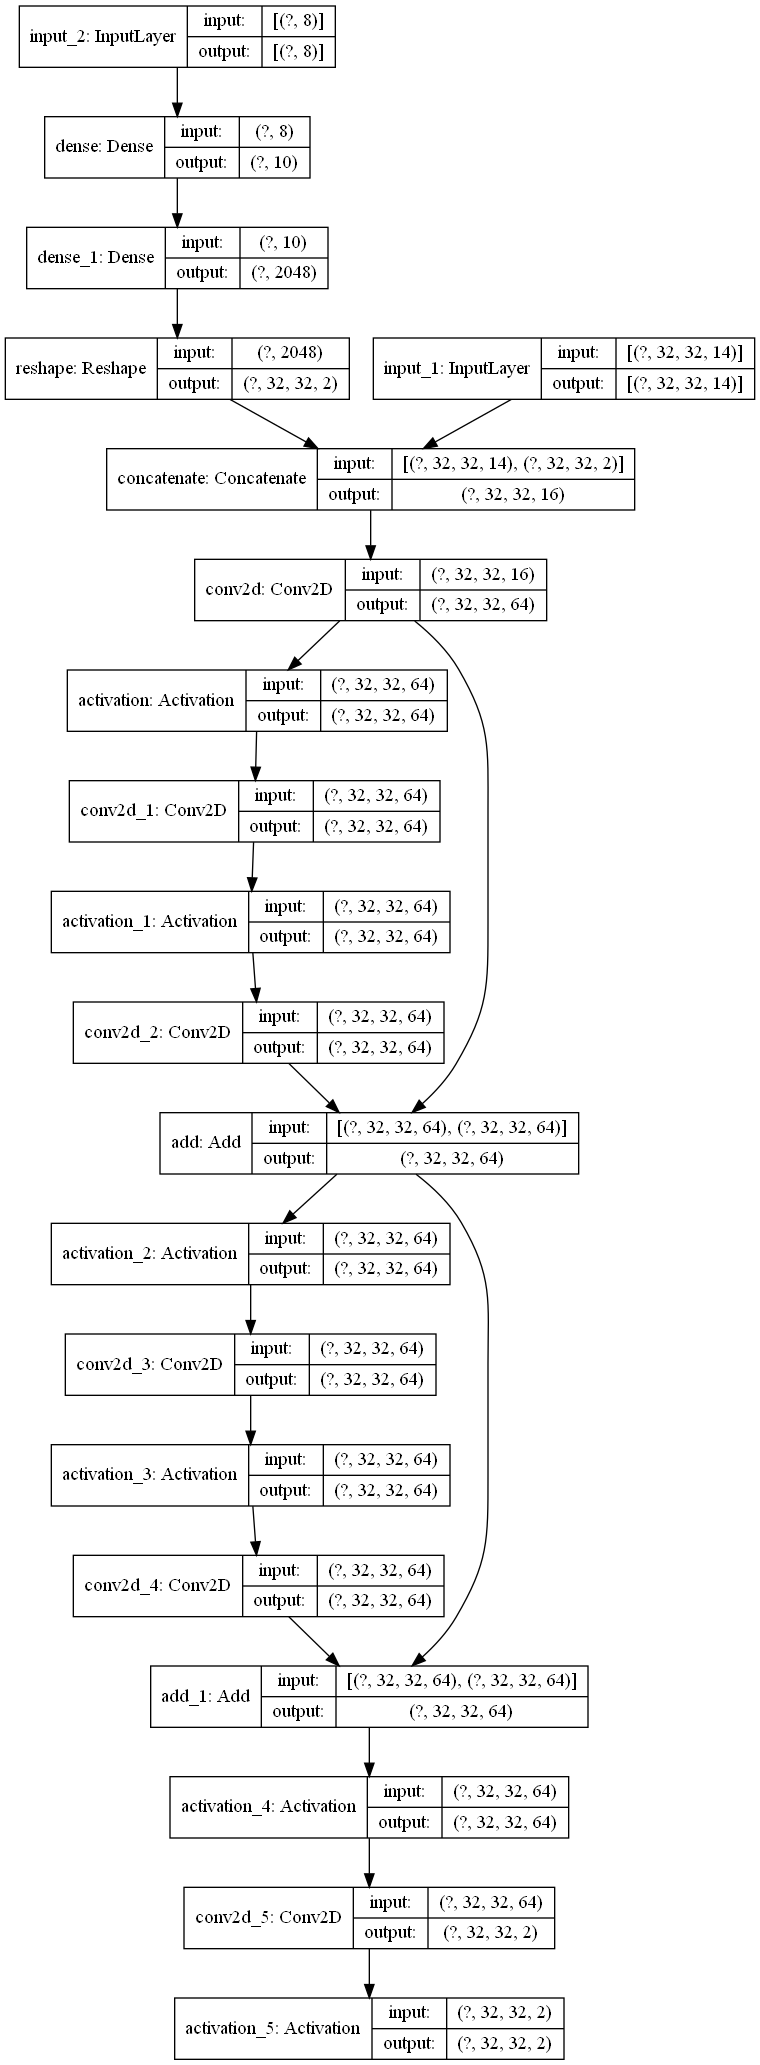 input_2: InputLayer
input: [(?, 8)]
output: [(?, 8)]
dense: Dense
input: (?, 8)
output: (?, 10)
dense_1: Dense
input: (?, 10)
output: (?, 2048)
reshape: Reshape
input: (?, 2048)
output: (?, 32, 32, 2)
input_1: InputLayer
input: [(?, 32, 32, 14)]
output: [(?, 32, 32, 14)]
concatenate: Concatenate
input: [(?, 32, 32, 14), (?, 32, 32, 2)]
output: (?, 32, 32, 16)
conv2d: Conv2D
input: (?, 32, 32, 16)
output: (?, 32, 32, 64)
activation: Activation
input: (?, 32, 32, 64)
output: (?, 32, 32, 64)
conv2d_1: Conv2D
input: (?, 32, 32, 64)
output: (?, 32, 32, 64)
activation_1: Activation
input: (?, 32, 32, 64)
output: (?, 32, 32, 64)
conv2d_2: Conv2D
input: (?, 32, 32, 64)
output: (?, 32, 32, 64)
add: Add
input: [(?, 32, 32, 64), (?, 32, 32, 64)]
output: (?, 32, 32, 64)
activation_2: Activation
input: (?, 32, 32, 64)
output: (?, 32, 32, 64)
conv2d_3: Conv2D
input: (?, 32, 32, 64)
output: (?, 32, 32, 64)
activation_3: Activation
input: (?, 32, 32, 64)
output: (?, 32, 32, 64)
conv2d_4: Conv2D
input: (?, 32, 32, 64)
output: (?, 32, 32, 64)
add_1: Add
input: [(?, 32, 32, 64), (?, 32, 32, 64)]
output: (?, 32, 32, 64)
activation_4: Activation
input: (?, 32, 32, 64)
output: (?, 32, 32, 64)
conv2d_5: Conv2D
input: (?, 32, 32, 64)
output: (?, 32, 32, 2)
activation_5: Activation
input: (?, 32, 32, 2)
output: (?, 32, 32, 2)